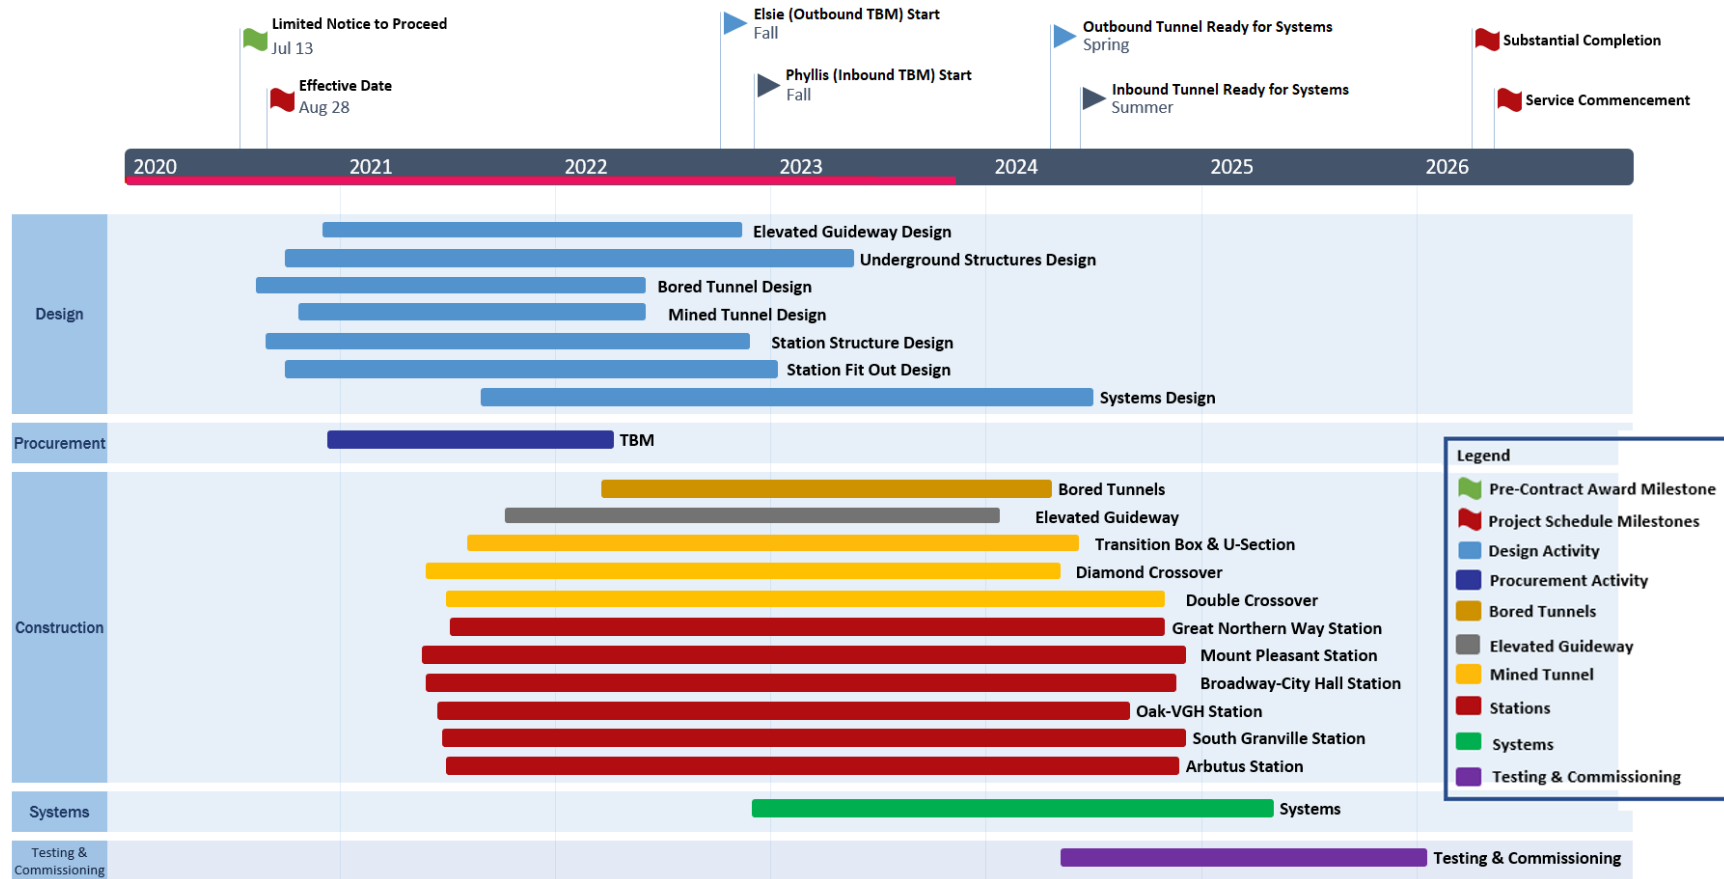 Limited Notice to Proceed
Jul 13
Effective Date
Aug 28
Elsie (Outbound TBM) Start
Fall
Phyllis (Inbound TBM) Start
Fall
Outbound Tunnel Ready for Systems
Spring
Inbound Tunnel Ready for Systems
Summer
Substantial Completion
Service Commencement
2020 2021 2022 2023 2024 2025 2026
Design
Elevated Guideway Design
Underground Structures Design
Bored Tunnel Design
Mined Tunnel Design
Station Structure Design
Station Fit Out Design
Systems Design
Procurement
TBM
Construction
Bored Tunnels
Elevated Guideway
Transition Box & U-Section
Diamond Crossover
Double Crossover
Great Northern Way Station
Mount Pleasant Station
Broadway-City Hall Station
Oak-VGH Station
South Granville Station
Arbutus Station
Systems
Systems
Testing &
Commissioning
Testing & Commissioning
Legend
Pre-Contract Award Milestone
Project Schedule Milestones
Design Activity
Procurement Activity
Bored Tunnels
Elevated Guideway
Mined Tunnel
Stations
Systems
Testing & Commissioning